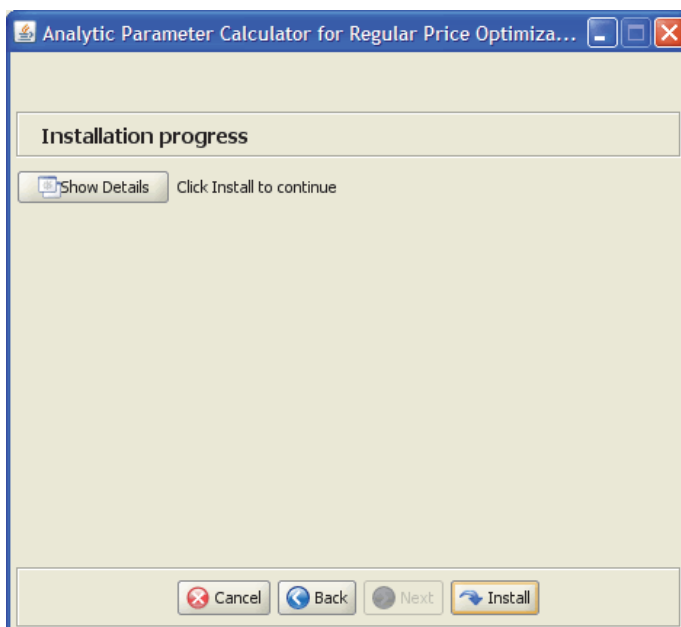 Analytic Parameter Calculator for Regular Price Optimiza...
Installation progress
Show Details Click Install to continue
Cancel Back Next Install